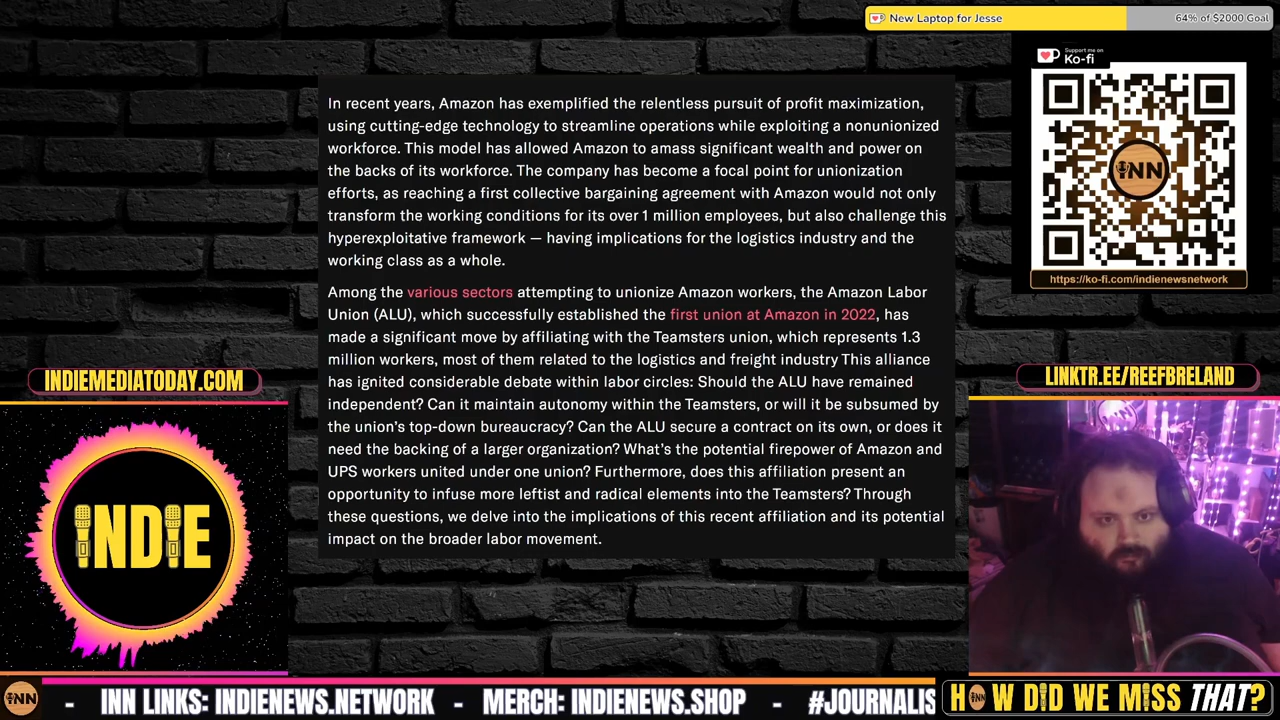 New Laptop for Jesse
64% of $2000 Goal
Support me on
Ko-fi
INN
https://ko-fi.com/indienewsnetwork
In recent years, Amazon has exemplified the relentless pursuit of profit maximization,
using cutting-edge technology to streamline operations while exploiting a nonunionized
workforce. This model has allowed Amazon to amass significant wealth and power on
the backs of its workforce. The company has become a focal point for unionization
efforts, as reaching a first collective bargaining agreement with Amazon would not only
transform the working conditions for its over 1 million employees, but also challenge this
hyperexploitative framework — having implications for the logistics industry and the
working class as a whole.
Among the various sectors attempting to unionize Amazon workers, the Amazon Labor
Union (ALU), which successfully established the first union at Amazon in 2022, has
made a significant move by affiliating with the Teamsters union, which represents 1.3
million workers, most of them related to the logistics and freight industry This alliance
has ignited considerable debate within labor circles: Should the ALU have remained
independent? Can it maintain autonomy within the Teamsters, or will it be subsumed by
the union's top-down bureaucracy? Can the ALU secure a contract on its own, or does it
need the backing of a larger organization? What's the potential firepower of Amazon and
UPS workers united under one union? Furthermore, does this affiliation present an
opportunity to infuse more leftist and radical elements into the Teamsters? Through
these questions, we delve into the implications of this recent affiliation and its potential
impact on the broader labor movement.
INDIEMEDIATODAY.COM
LINKTR.EE/REEFBRELAND
INDIE
INN - INN LINKS: INDIENEWS.NETWORK - MERCH: INDIENEWS.SHOP - #JOURNALIS
HOW DID WE MISS THAT?